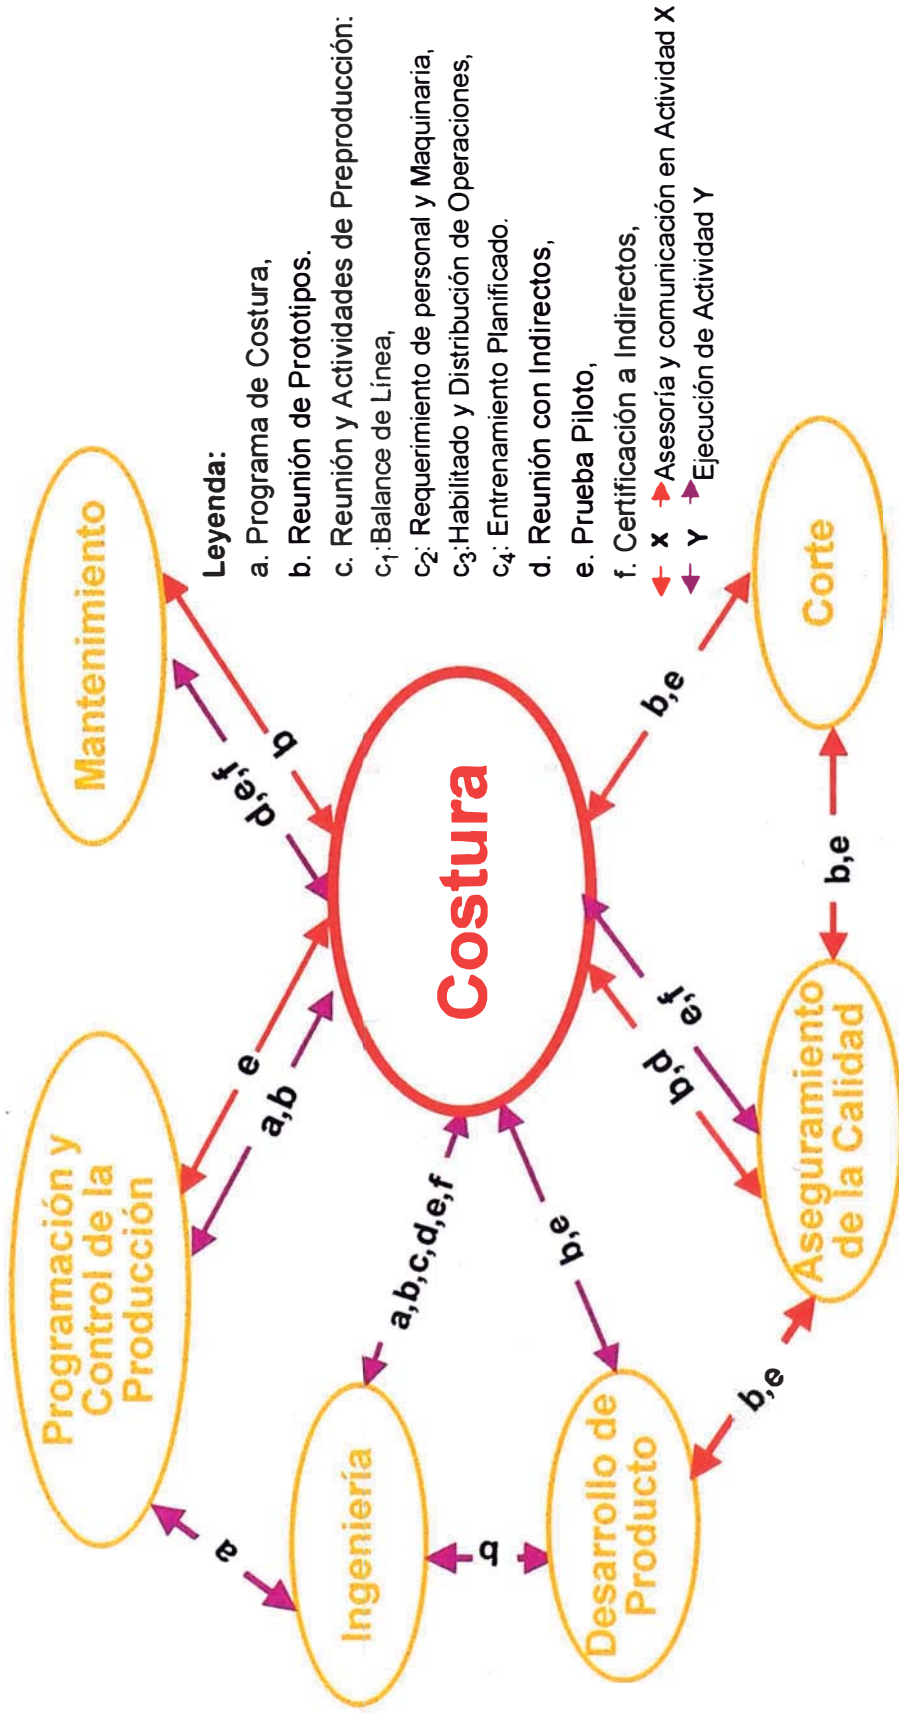 Programación y
Control de la
Producción
Mantenimiento
a
e
a,b
d,e,f
b
Ingeniería
a,b,c,d,e,f
Costura
b
Desarrollo de
Producto
b,e
b,e
b,d
e,f
b,e
Aseguramiento
de la Calidad
b,e
Corte
Leyenda:
a. Programa de Costura,
b. Reunión de Prototipos.
c. Reunión y Actividades de Preproducción:
c1: Balance de Línea,
c2: Requerimiento de personal y Maquinaria,
c3: Habilitado y Distribución de Operaciones,
c4: Entrenamiento Planificado.
d. Reunión con Indirectos,
e. Prueba Piloto,
f. Certificación a Indirectos,
X Asesoría y comunicación en Actividad X
Y Ejecución de Actividad Y